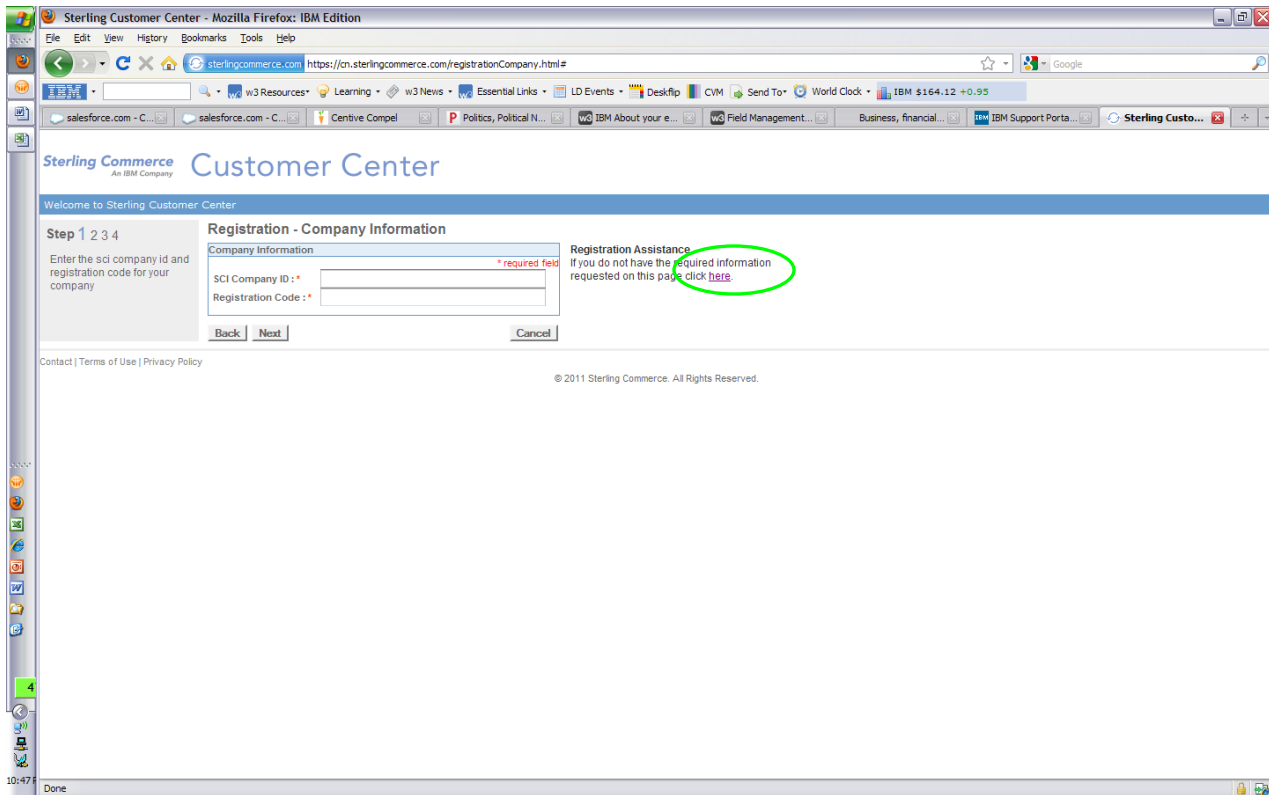 Sterling Customer Center - Mozilla Firefox: IBM Edition
File Edit View History Bookmarks Tools Help
sterlingcommerce.com https://cn.sterlingcommerce.com/registrationCompany.html# Google
IBM w3 Resources Learning w3 News Essential Links LD Events Deskflip CVM Send To World Clock IBM $164.12 +0.95
salesforce.com - C... salesforce.com - C... Centive Compel Politics, Political N... IBM About your e... Field Management... Business, financial... IBM Support Porta... Sterling Custo...
Sterling Commerce Customer Center
An IBM Company
Welcome to Sterling Customer Center
Step 1 2 3 4
Enter the sci company id and
registration code for your
company
Registration - Company Information
Company Information
* required field
SCI Company ID : *
Registration Code : *
Back Next Cancel
Registration Assistance
If you do not have the required information
requested on this page click here.
Contact | Terms of Use | Privacy Policy
© 2011 Sterling Commerce. All Rights Reserved.
4
10:47
Done